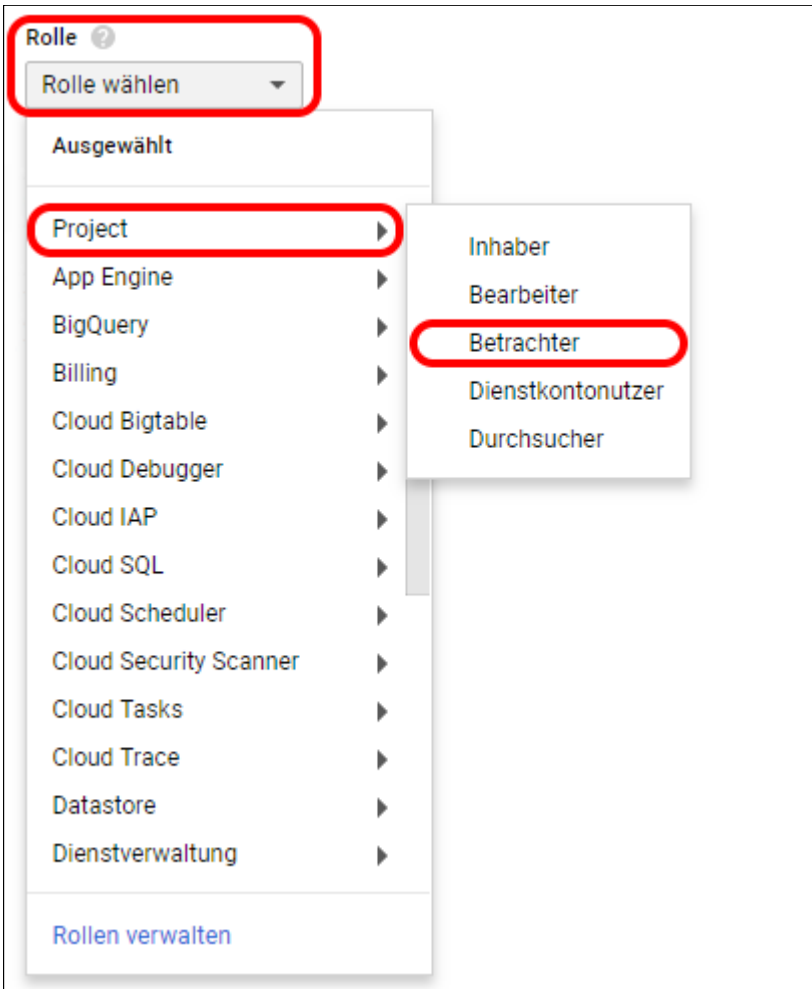 Rolle ?
Rolle wählen
Ausgewählt
Project
App Engine
BigQuery
Billing
Cloud Bigtable
Cloud Debugger
Cloud IAP
Cloud SQL
Cloud Scheduler
Cloud Security Scanner
Cloud Tasks
Cloud Trace
Datastore
Dienstverwaltung
Rollen verwalten
Inhaber
Bearbeiter
Betrachter
Dienstkontonutzer
Durchsucher